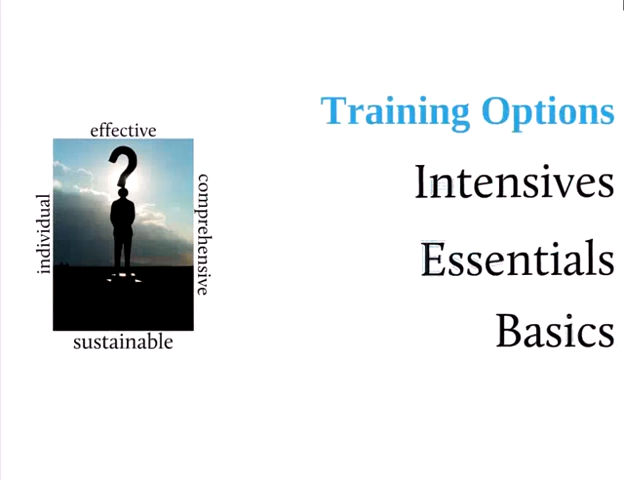 effective
individual
comprehensive
sustainable
Training Options
Intensives
Essentials
Basics